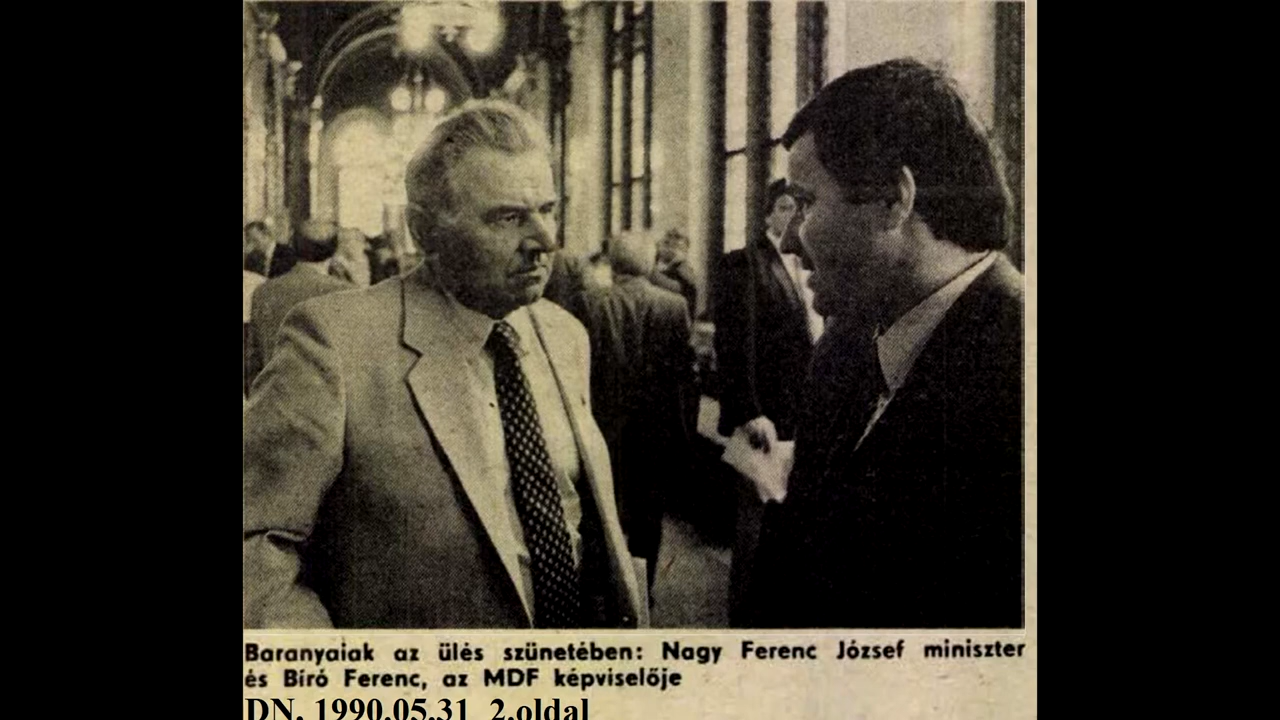 Baranyaiak az ülés szünetében: Nagy Ferenc József miniszter
és Bíró Ferenc, az MDF képviselője
DN. 1990.05.31 2.oldal